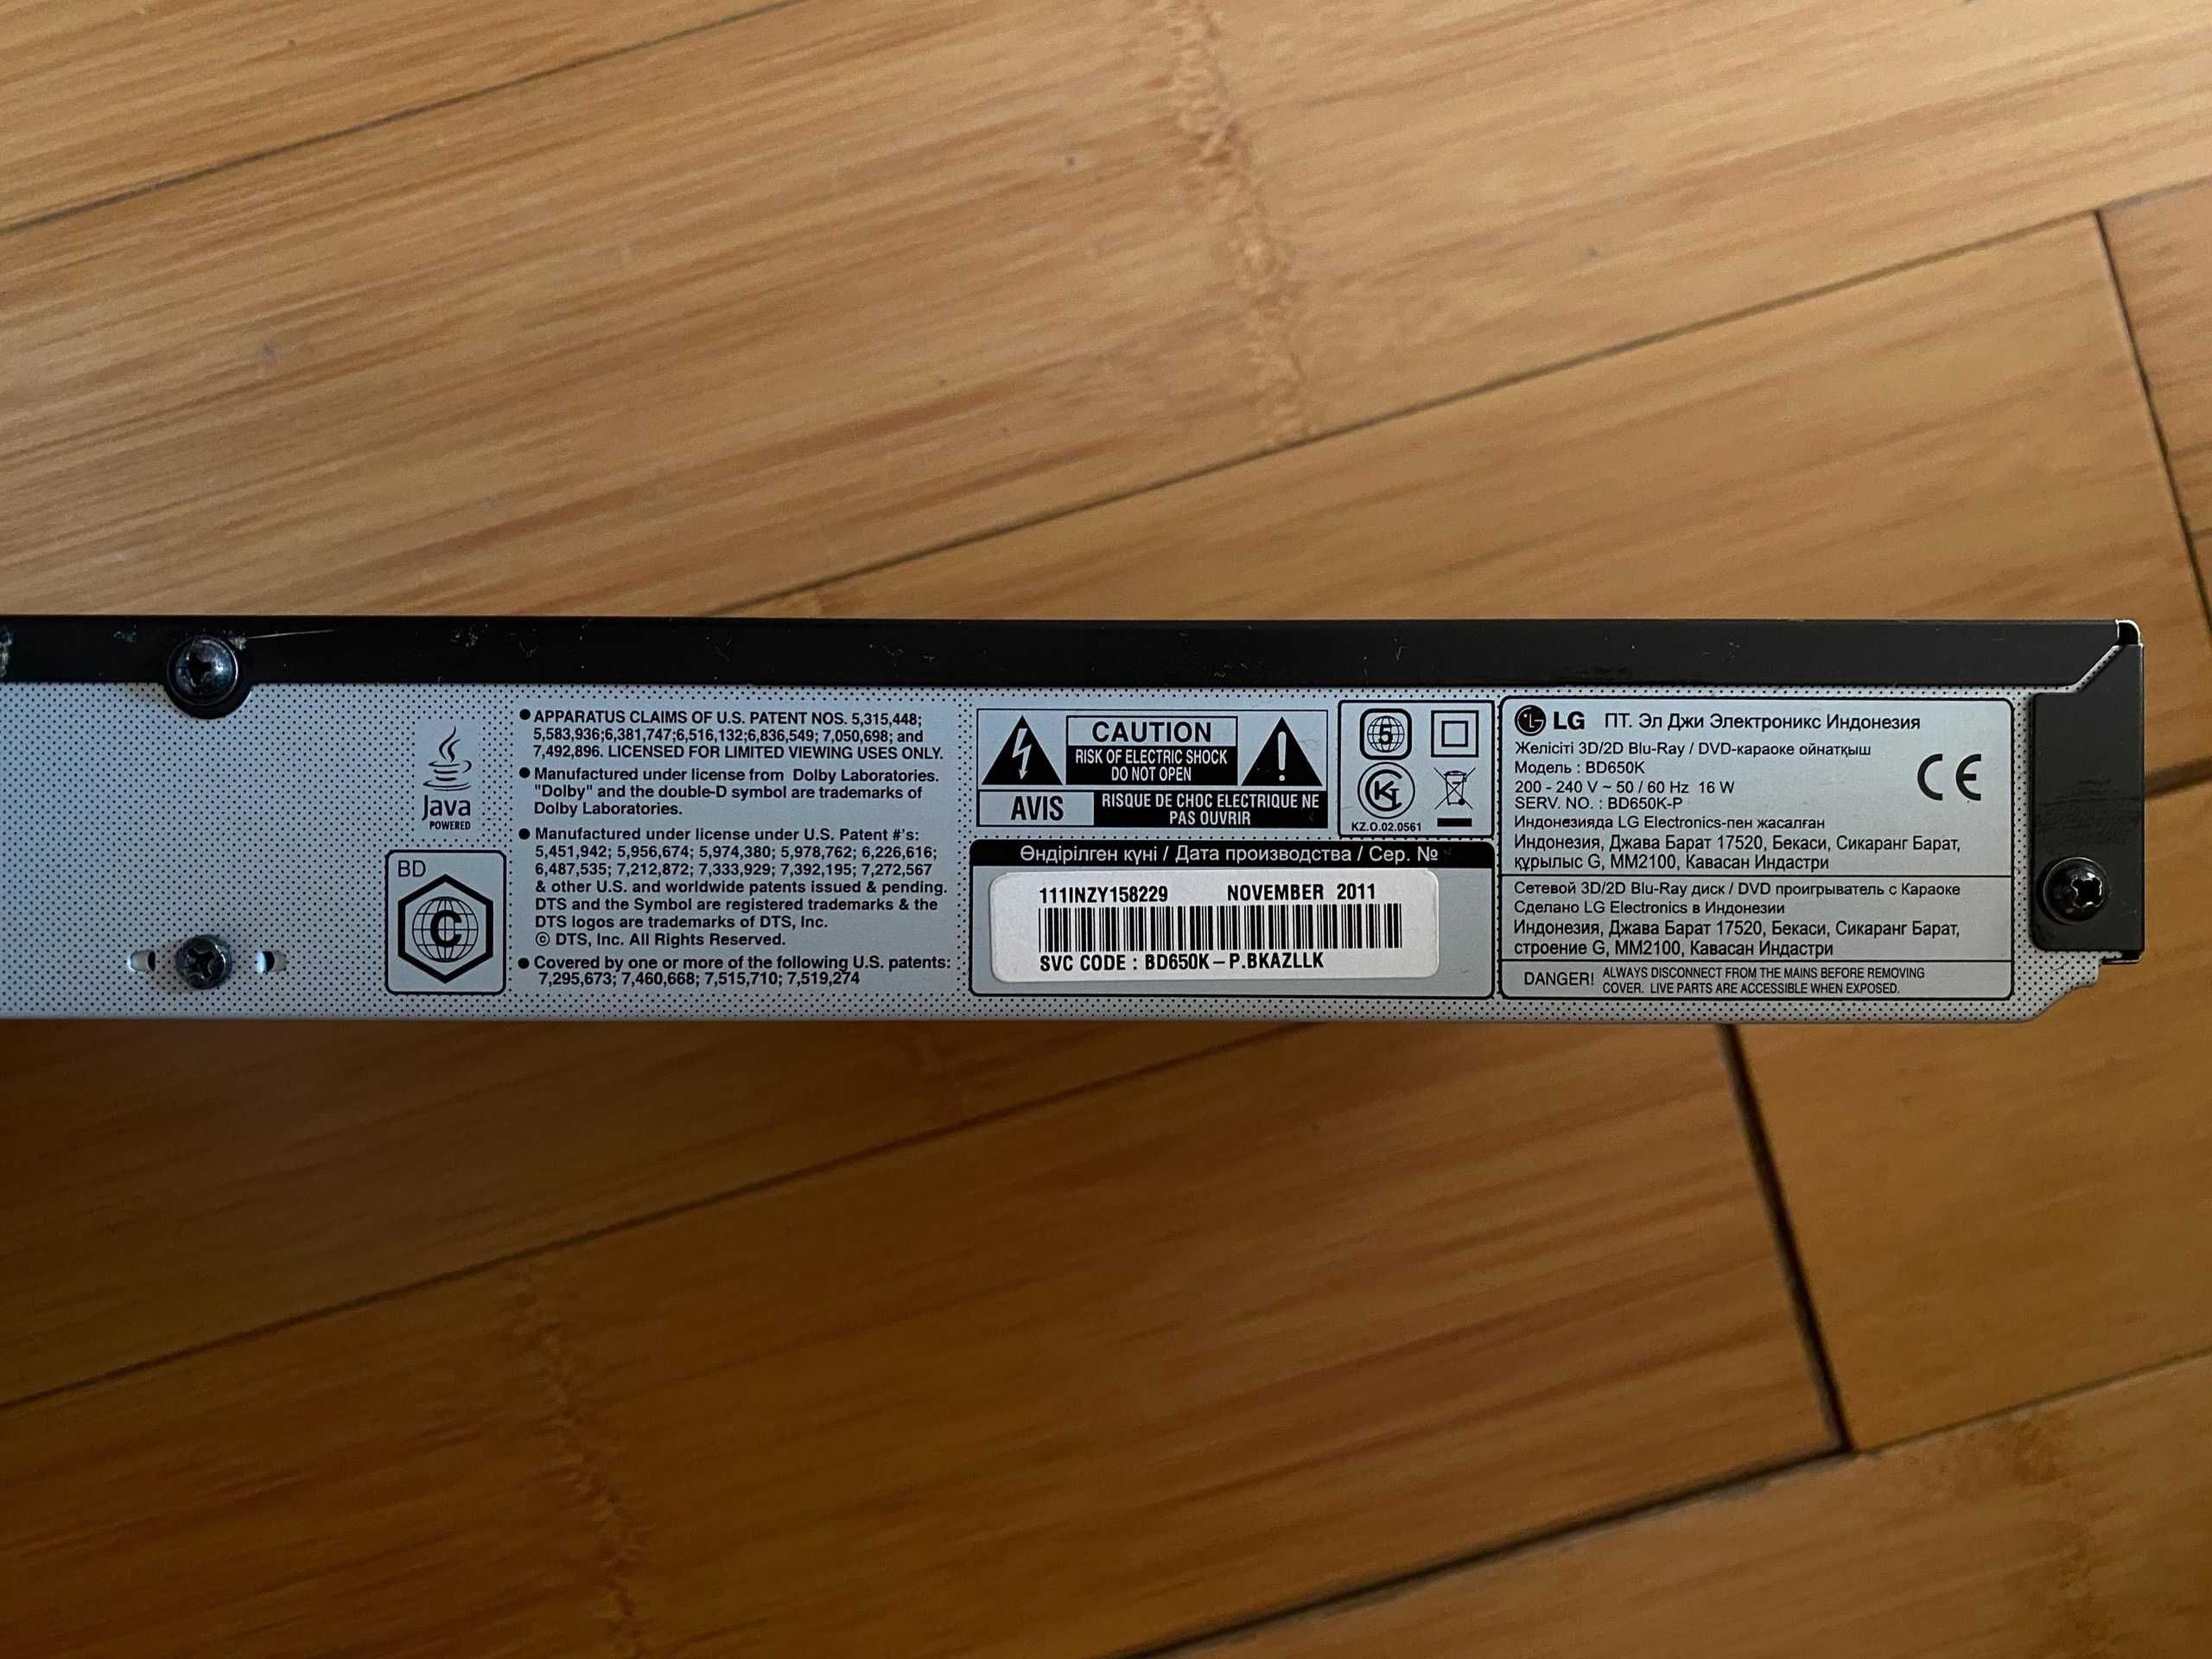 Java
POWERED
BD
C
● APPARATUS CLAIMS OF U.S. PATENT NOS. 5,315,448;
5,583,936;6,381,747;6,516,132;6,836,549; 7,050,698; and
7,492,896. LICENSED FOR LIMITED VIEWING USES ONLY.
● Manufactured under license from Dolby Laboratories.
"Dolby" and the double-D symbol are trademarks of
Dolby Laboratories.
● Manufactured under license under U.S. Patent #'s:
5,451,942; 5,956,674; 5,974,380; 5,978,762; 6,226,616;
6,487,535; 7,212,872; 7,333,929; 7,392,195; 7,272,567
& other U.S. and worldwide patents issued & pending.
DTS and the Symbol are registered trademarks & the
DTS logos are trademarks of DTS, Inc.
© DTS, Inc. All Rights Reserved.
● Covered by one or more of the following U.S. patents:
7,295,673; 7,460,668; 7,515,710; 7,519,274
CAUTION
RISK OF ELECTRIC SHOCK
DO NOT OPEN
AVIS
RISQUE DE CHOC ELECTRIQUE NE
PAS OUVRIR
5
KZ.O.02.0561
Өндірілген күні / Дата производства / Сер. №
111INZY158229 NOVEMBER 2011
SVC CODE : BD650K-P.BKAZLLK
LG ПТ. Эл Джи Электроникс Индонезия
Желісіті 3D/2D Blu-Ray / DVD-караоке ойнатқыш
Модель : BD650K
200 - 240 V ~ 50 / 60 Hz 16 W
SERV. NO. : BD650K-P
Индонезияда LG Electronics-пен жасалған
Индонезия, Джава Барат 17520, Бекаси, Сикаранг Барат,
құрылыс G, MM2100, Кавасан Индастри
CE
Сетевой 3D/2D Blu-Ray диск / DVD проигрыватель с Караоке
Сделано LG Electronics в Индонезии
Индонезия, Джава Барат 17520, Бекаси, Сикаранг Барат,
строение G, MM2100, Кавасан Индастри
DANGER! ALWAYS DISCONNECT FROM THE MAINS BEFORE REMOVING
COVER. LIVE PARTS ARE ACCESSIBLE WHEN EXPOSED.